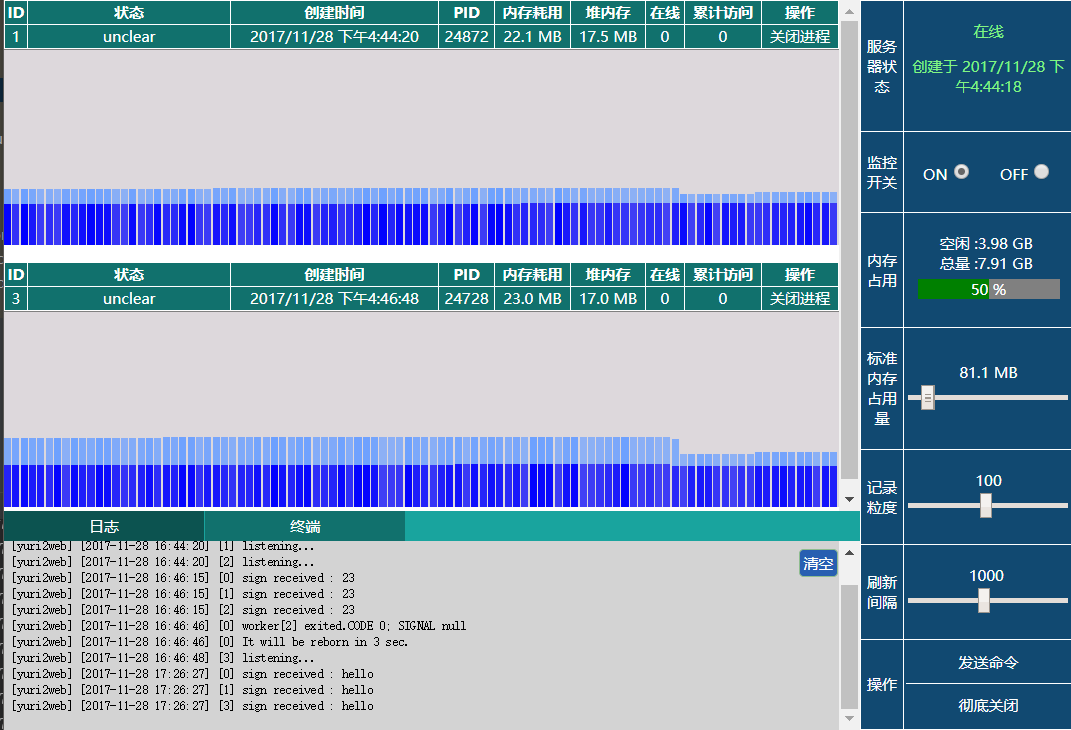 ID 状态 创建时间 PID 内存耗用 堆内存 在线 累计访问 操作
1 unclear 2017/11/28 下午4:44:20 24872 22.1 MB 17.5 MB 0 0 关闭进程
ID 状态 创建时间 PID 内存耗用 堆内存 在线 累计访问 操作
3 unclear 2017/11/28 下午4:46:48 24728 23.0 MB 17.0 MB 0 0 关闭进程
日志 终端
[yuri2web] [2017-11-28 16:44:20] [1] listening...
[yuri2web] [2017-11-28 16:44:20] [2] listening...
[yuri2web] [2017-11-28 16:46:15] [0] sign received : 23
[yuri2web] [2017-11-28 16:46:15] [1] sign received : 23
[yuri2web] [2017-11-28 16:46:15] [2] sign received : 23
[yuri2web] [2017-11-28 16:46:46] [0] worker[2] exited.CODE 0; SIGNAL null
[yuri2web] [2017-11-28 16:46:46] [0] It will be reborn in 3 sec.
[yuri2web] [2017-11-28 16:46:48] [3] listening...
[yuri2web] [2017-11-28 17:26:27] [0] sign received : hello
[yuri2web] [2017-11-28 17:26:27] [1] sign received : hello
[yuri2web] [2017-11-28 17:26:27] [3] sign received : hello
清空
服务
器状
态
在线
创建于 2017/11/28 下
午4:44:18
监控
开关
ON OFF
内存
占用
空闲 :3.98 GB
总量 :7.91 GB
50 %
标准
内存
占用
量
81.1 MB
记录
粒度
100
刷新
间隔
1000
操作
发送命令
彻底关闭